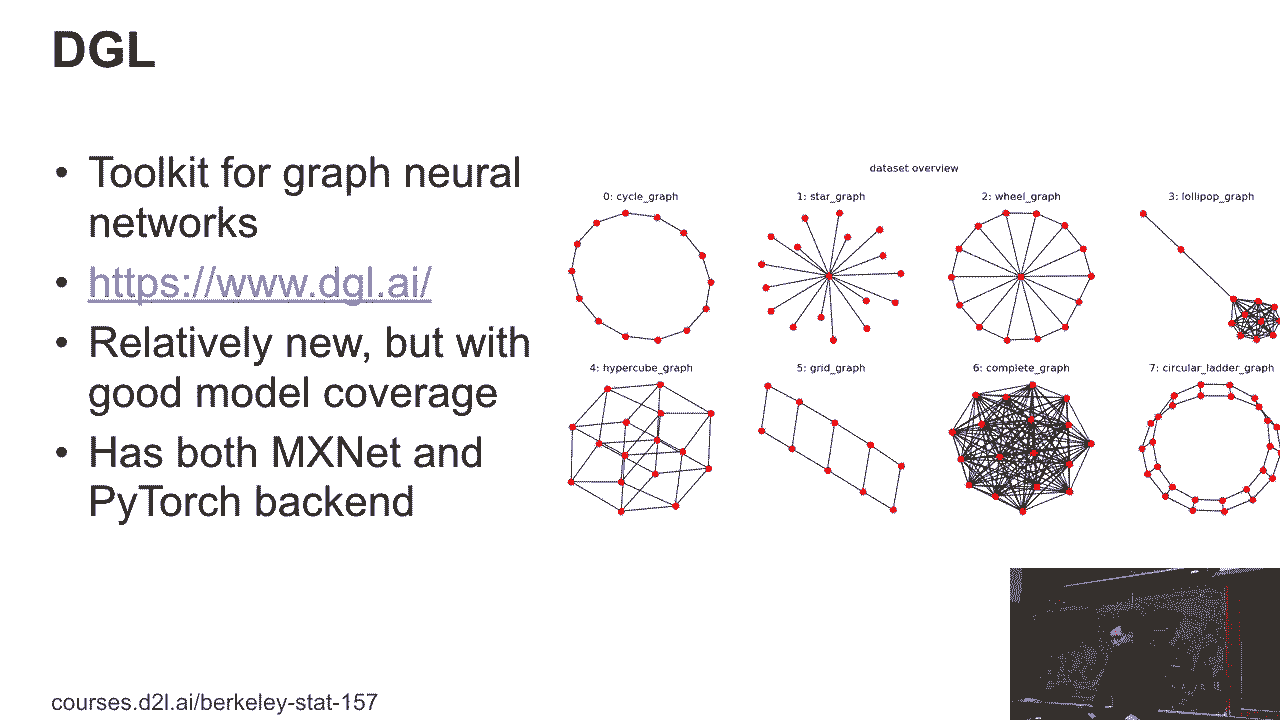 DGL
• Toolkit for graph neural
networks
• https://www.dgl.ai/
• Relatively new, but with
good model coverage
• Has both MXNet and
PyTorch backend
dataset overview
0: cycle_graph
1: star_graph
2: wheel_graph
3: lollipop_graph
4: hypercube_graph
5: grid_graph
6: complete_graph
7: circular_ladder_graph
courses.d2l.ai/berkeley-stat-157